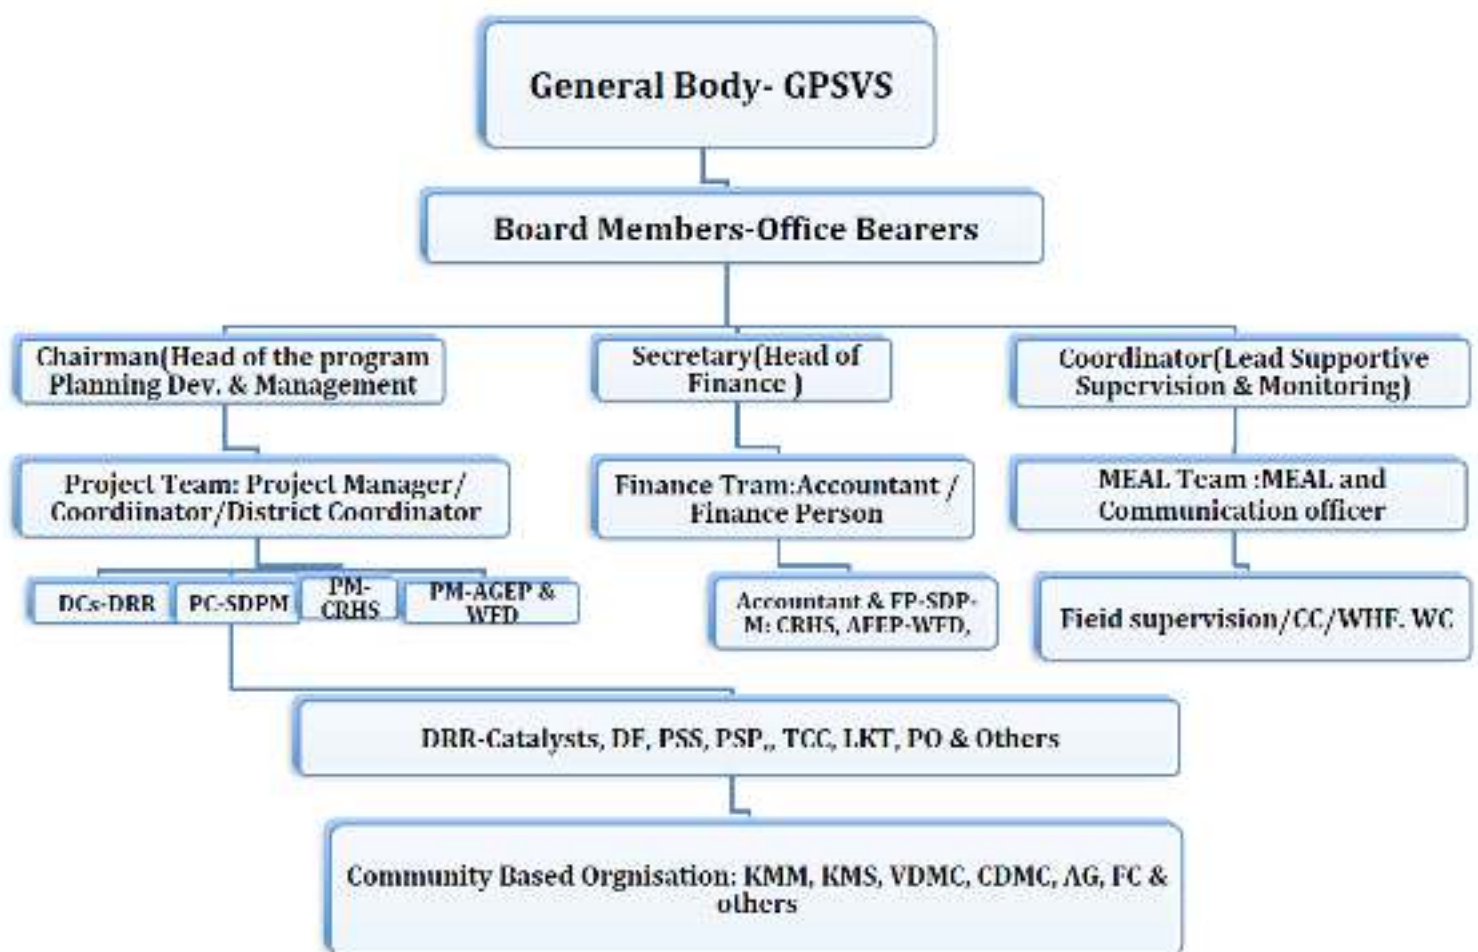 General Body- GPSVS
Board Members-Office Bearers
Chairman(Head of the program
Planning Dev. & Management
Secretary(Head of
Finance )
Coordinator(Lead Supportive
Supervision & Monitoring)
Project Team: Project Manager/
Coordiinator/District Coordinator
Finance Tram:Accountant /
Finance Person
MEAL Team :MEAL and
Communication officer
DCs-DRR
PC-SDPM
PM-
CRHS
PM-AGEP &
WFD
Accountant & FP-SDP-
M: CRHS, AFEP-WFD,
Fieid supervision/CC/WHF. WC
DRR-Catalysts, DF, PSS, PSP,, TCC, LKT, PO & Others
Community Based Orgnisation: KMM, KMS, VDMC, CDMC, AG, FC &
others